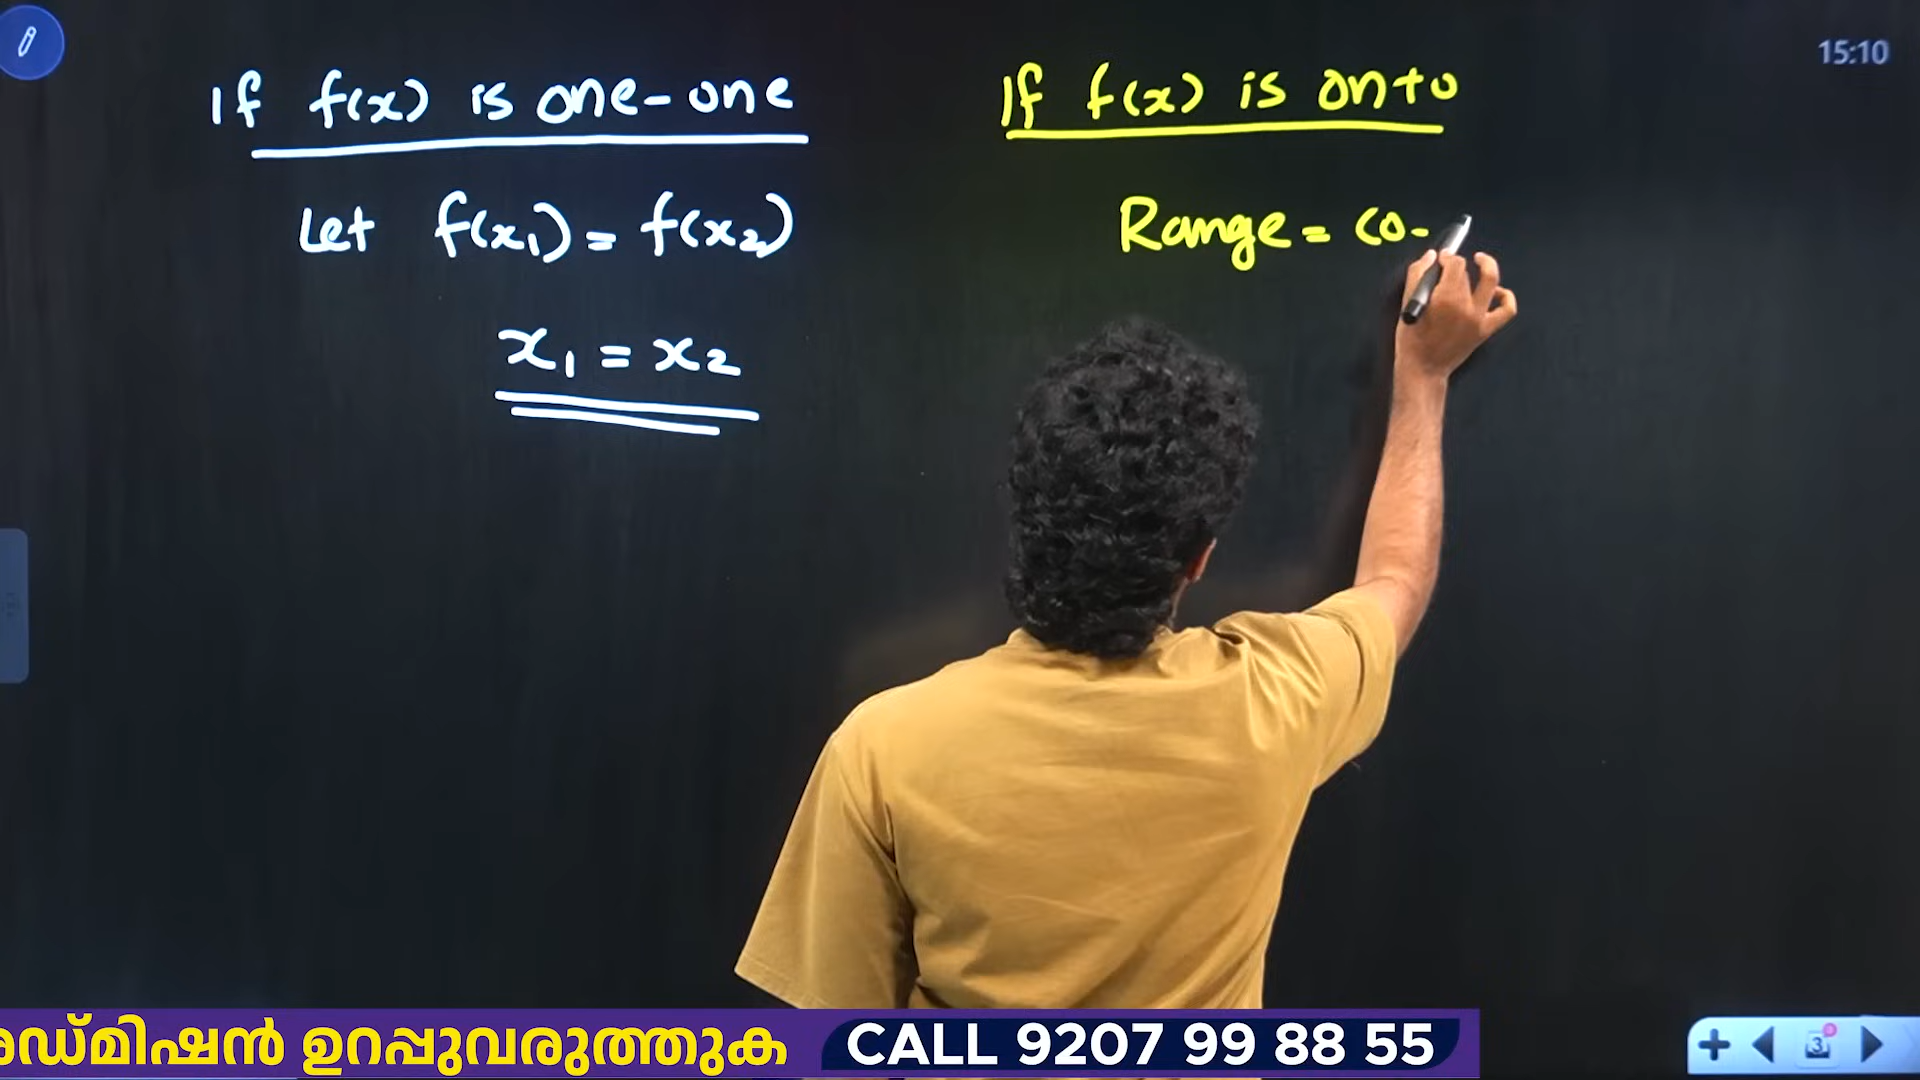 15:10
If f(x) is one-one
Let f(x₁) = f(x₂)
x₁ = x₂
If f(x) is onto
Range = co-
ഉറപ്പുവരുത്തുക
CALL 9207 99 88 55
3